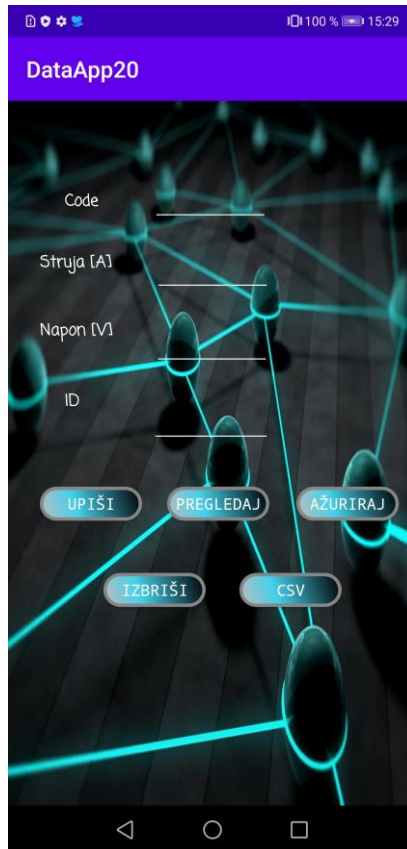 100 % 15:29
DataApp20
Code
Struja [A]
Napon [V]
ID
UPIŠI PREGLEDAJ AŽURIRAJ
IZBRIŠI CSV